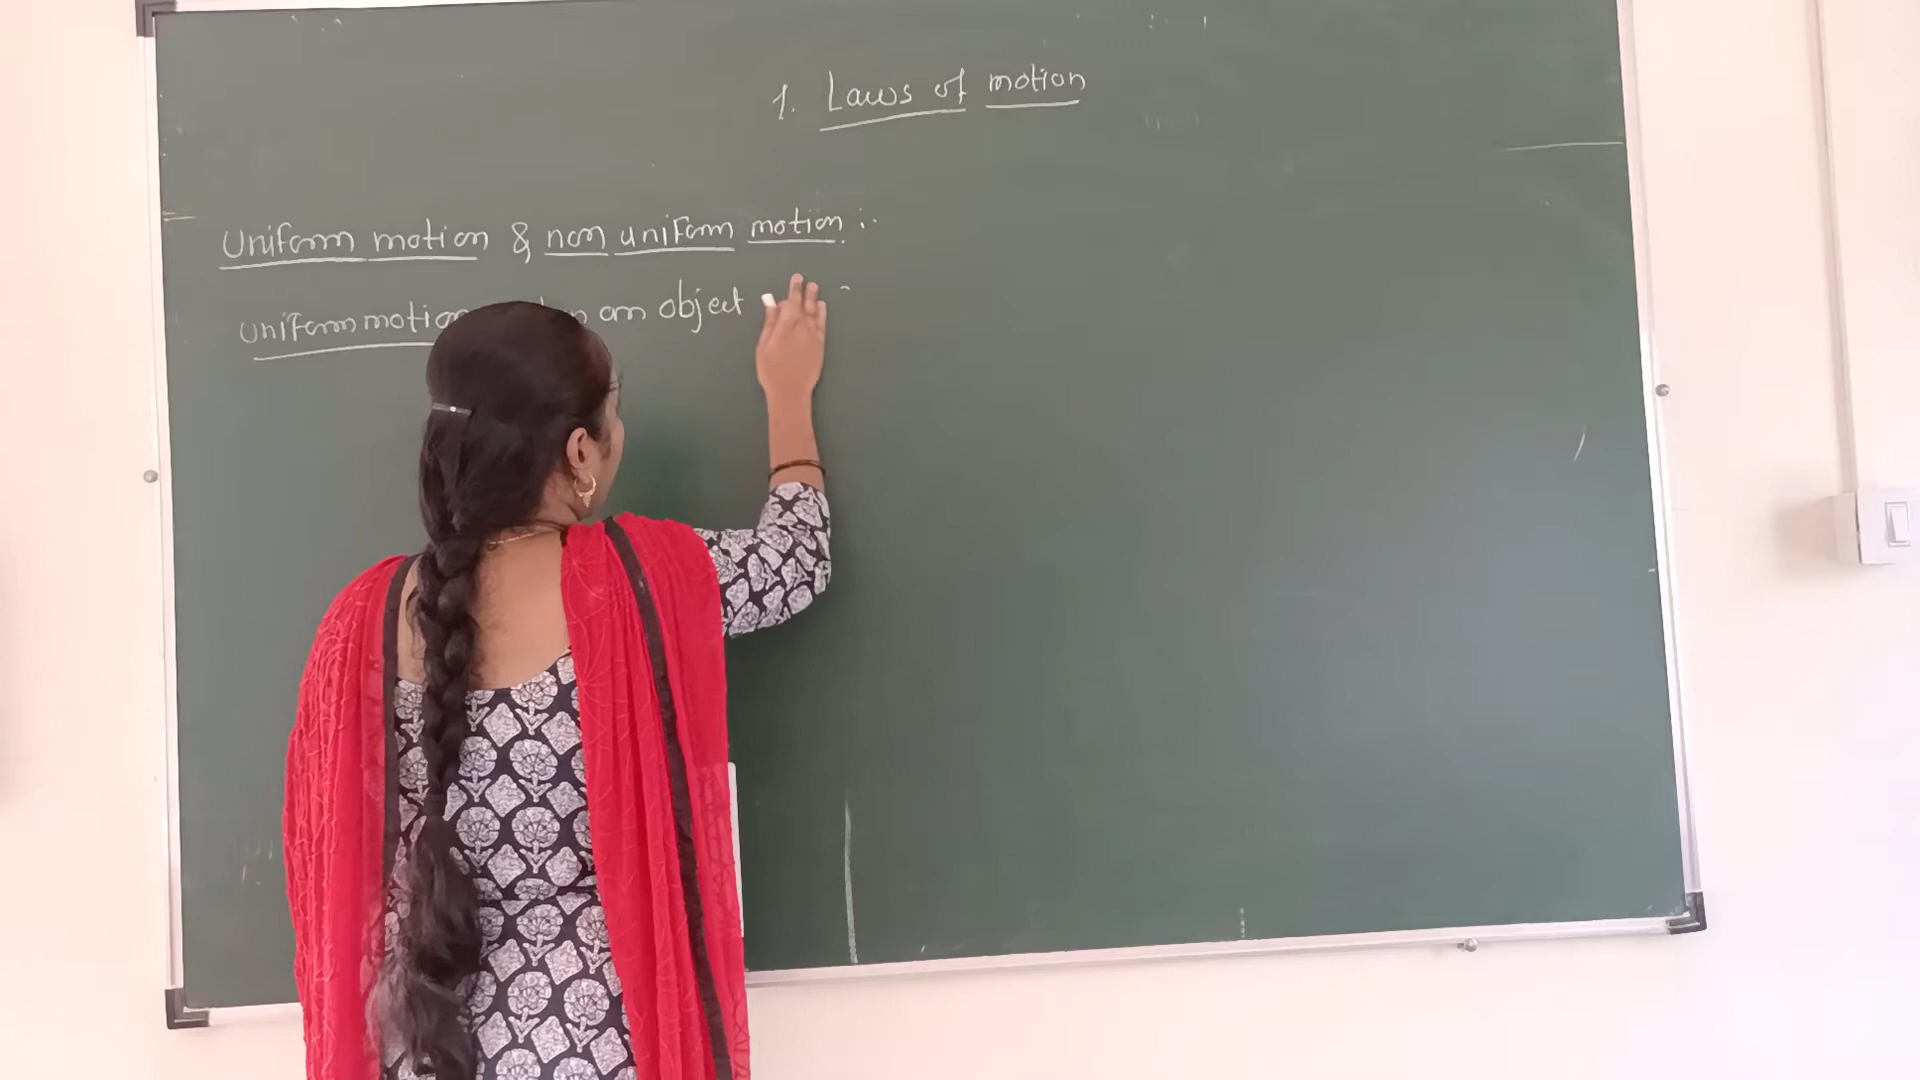 1. Laws of motion
Uniform motion & non uniform motion :-
uniform motion an object